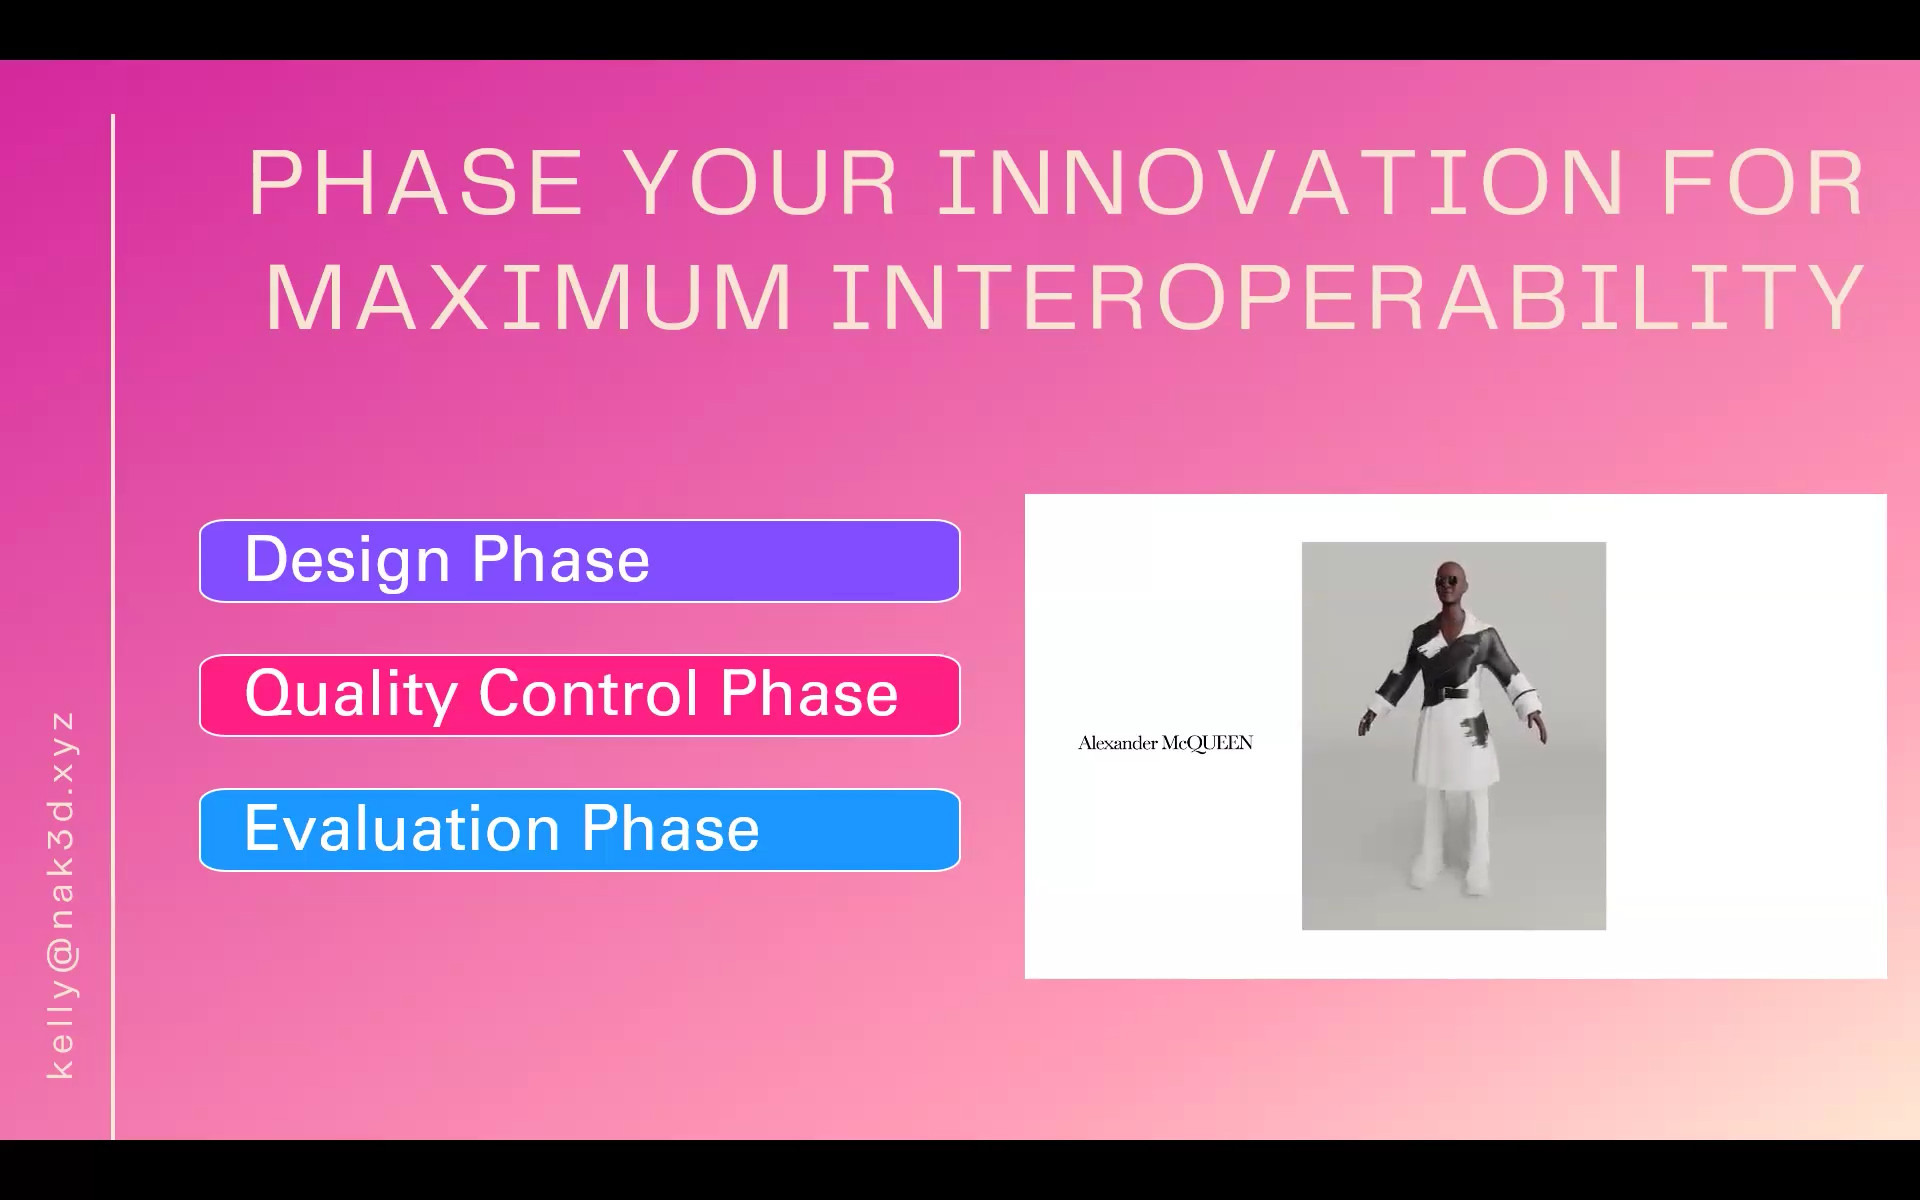 PHASE YOUR INNOVATION FOR
MAXIMUM INTEROPERABILITY
Design Phase
Quality Control Phase
Evaluation Phase
Alexander McQUEEN
kelly@nak3d.xyz